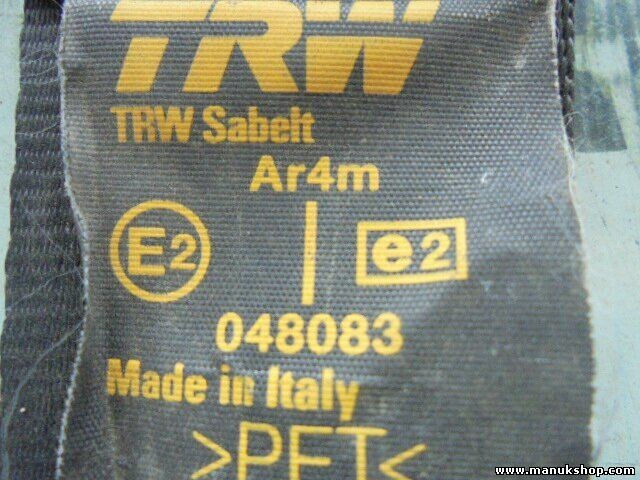 TRW
TRW Sabelt
Ar4m
E2 e2
048083
Made in Italy
>PET<
www.manukshop.com